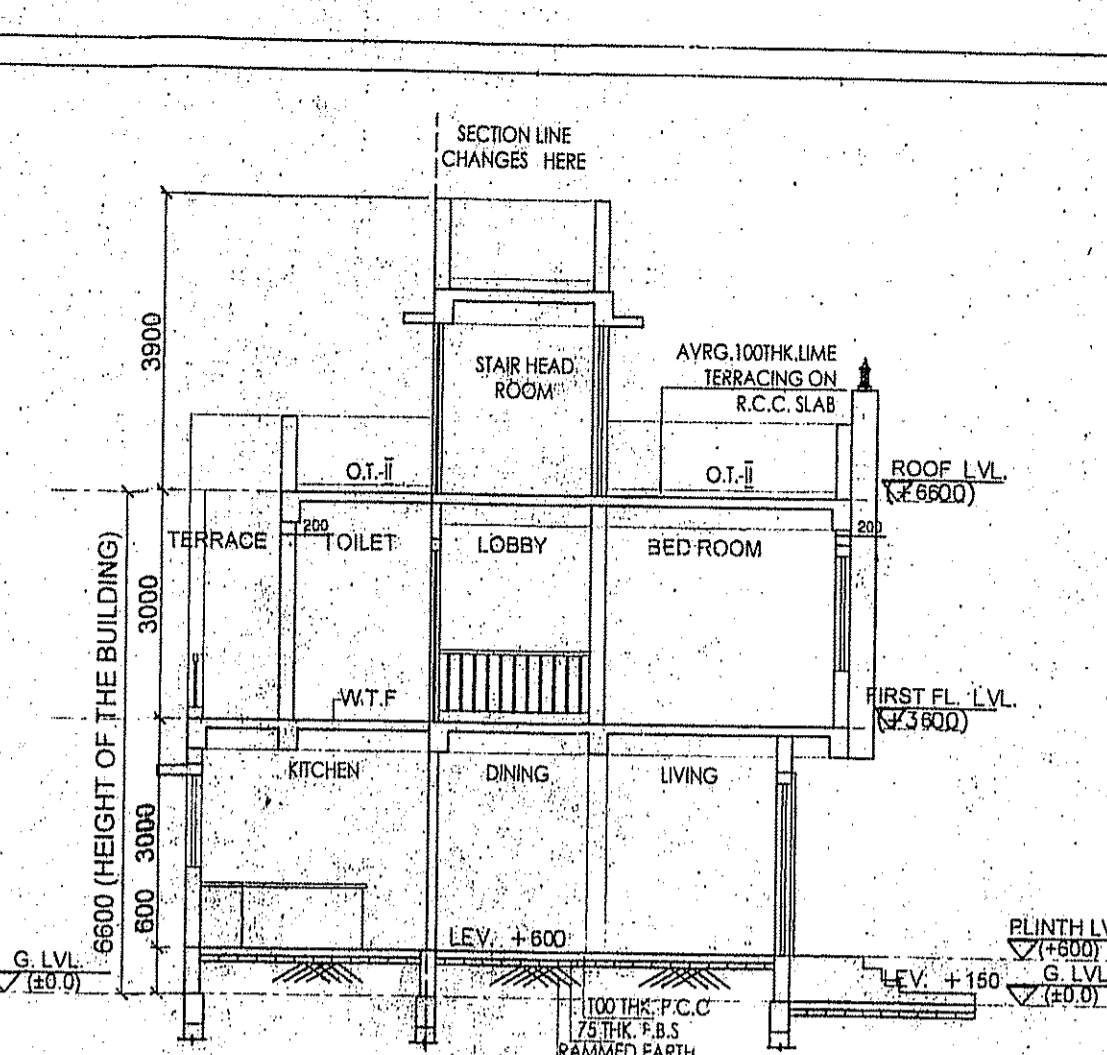 SECTION LINE
CHANGES HERE
3900
STAIR HEAD
ROOM
AVRG.100THK.LIME
TERRACING ON
R.C.C. SLAB
O.T.-II
O.T.-II
ROOF LVL.
(+6600)
TERRACE
200
TOILET
LOBBY
BED ROOM
200
3000
6600 (HEIGHT OF THE BUILDING)
W.T.F
FIRST FL. LVL.
(+3600)
KITCHEN
DINING
LIVING
3000
600
LEV. +600
PLINTH LV
(+600)
G. LVL.
(±0.0)
LEV. +150
G. LVL
(±0.0)
100 THK. P.C.C
75 THK. F.B.S
RAMMED EARTH